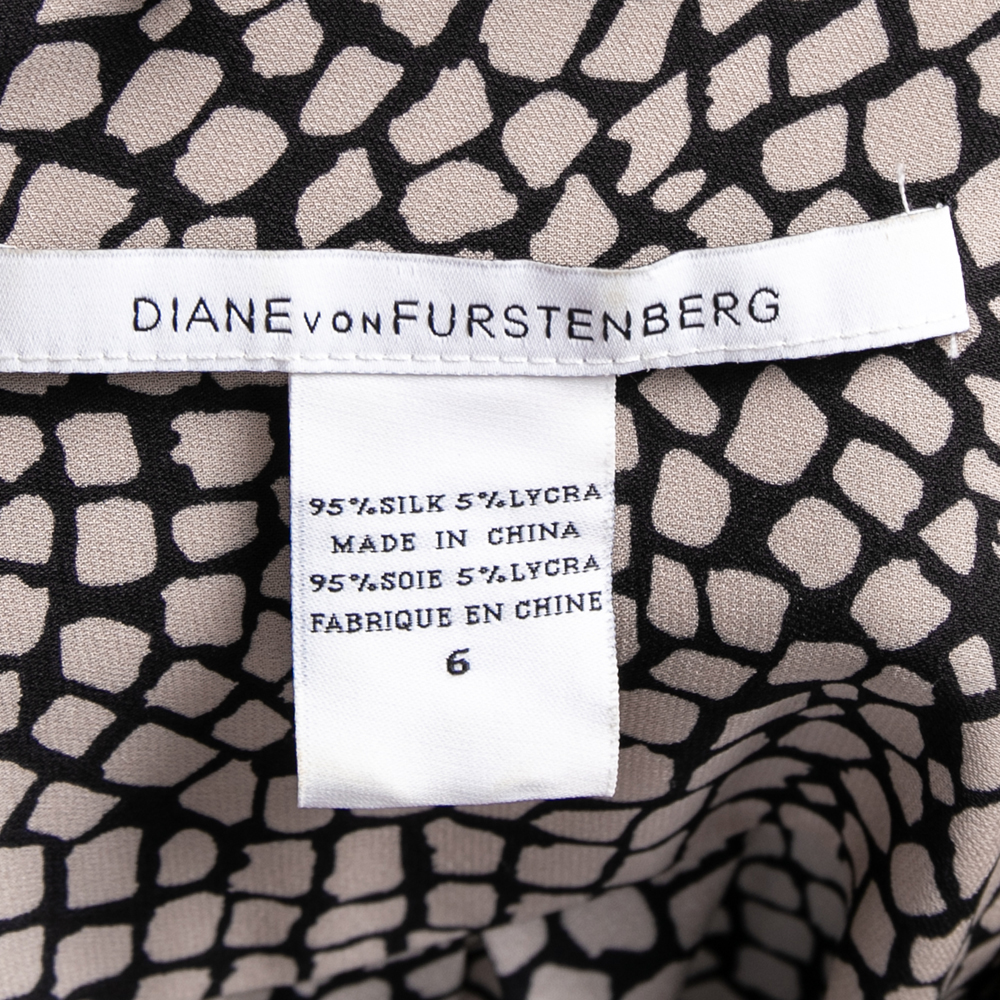 DIANE VON FURSTENBERG
95%SILK 5%LYCRA
MADE IN CHINA
95%SOIE 5%LYCRA
FABRIQUE EN CHINE
6